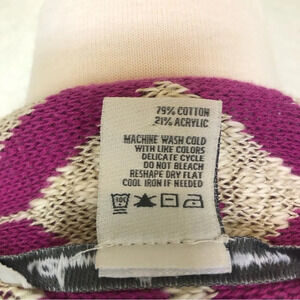 79% COTTON
21% ACRYLIC
MACHINE WASH COLD
WITH LIKE COLORS
DELICATE CYCLE
DO NOT BLEACH
RESHAPE DRY FLAT
COOL IRON IF NEEDED